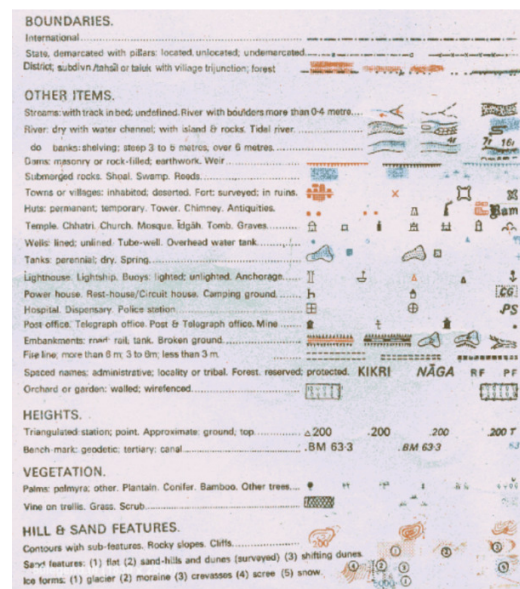 BOUNDARIES.
International
State, demarcated with pillars: located, unlocated; undemarcated
District; subdivn./tahsil or taluk with village trijunction; forest
OTHER ITEMS.
Streams: with track in bed; undefined. River with boulders more than 0·4 metre
River: dry with water channel; with island & rocks. Tidal river.
do banks: shelving; steep 3 to 6 metres, over 6 metres. 4r 7r 16r
Dams: masonry or rock-filled; earthwork. Weir
Submerged rocks. Shoal. Swamp. Reeds
Towns or villages: inhabited; deserted. Fort: surveyed; in ruins.
Huts: permanent; temporary. Tower. Chimney. Antiquities.
Temple. Chhatri. Church. Mosque. Īdgāh. Tomb. Graves
Wells: lined; unlined. Tube-well. Overhead water tank
Tanks: perennial; dry. Spring
Lighthouse. Lightship. Buoys: lighted; unlighted. Anchorage.
Power house. Rest-house/Circuit house. Camping ground CG
Hospital. Dispensary. Police station PS
Post office. Telegraph office. Post & Telegraph office. Mine
Embankments: road: rail, tank. Broken ground.
Fire line; more than 6 m; 3 to 6m; less than 3 m.
Spaced names; administrative; locality or tribal. Forest. reserved; protected. KIKRI NĀGA RF PF
Orchard or garden: walled; wirefenced
HEIGHTS.
Triangulated: station; point. Approximate: ground, top △200 .200 .200 .200 T
Bench-mark: geodetic; tertiary; canal .BM 63·3 .BM 63·3
VEGETATION.
Palms: palmyra; other. Plantain. Conifer. Bamboo. Other trees
Vine on trellis. Grass. Scrub
HILL & SAND FEATURES.
Contours with sub-features. Rocky slopes. Cliffs 200
Sand features: (1) flat (2) sand-hills and dunes (surveyed) (3) shifting dunes. 1 2 3
Ice forms: (1) glacier (2) moraine (3) crevasses (4) scree (5) snow.